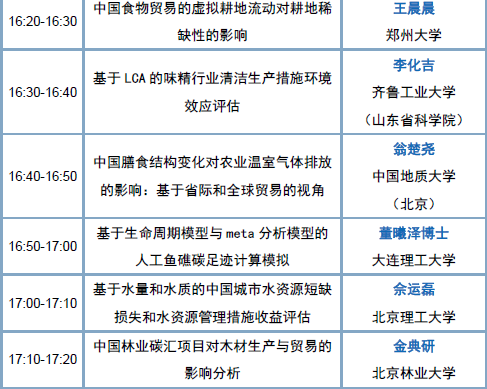 16:20-16:30
中国食物贸易的虚拟耕地流动对耕地稀
缺性的影响
王晨晨
郑州大学
16:30-16:40
基于 LCA 的味精行业清洁生产措施环境
效应评估
李化吉
齐鲁工业大学
（山东省科学院）
16:40-16:50
中国膳食结构变化对农业温室气体排放
的影响：基于省际和全球贸易的视角
翁楚尧
中国地质大学
（北京）
16:50-17:00
基于生命周期模型与 meta 分析模型的
人工鱼礁碳足迹计算模拟
董曦泽博士
大连理工大学
17:00-17:10
基于水量和水质的中国城市水资源短缺
损失和水资源管理措施收益评估
佘运磊
北京理工大学
17:10-17:20
中国林业碳汇项目对木材生产与贸易的
影响分析
金典研
北京林业大学